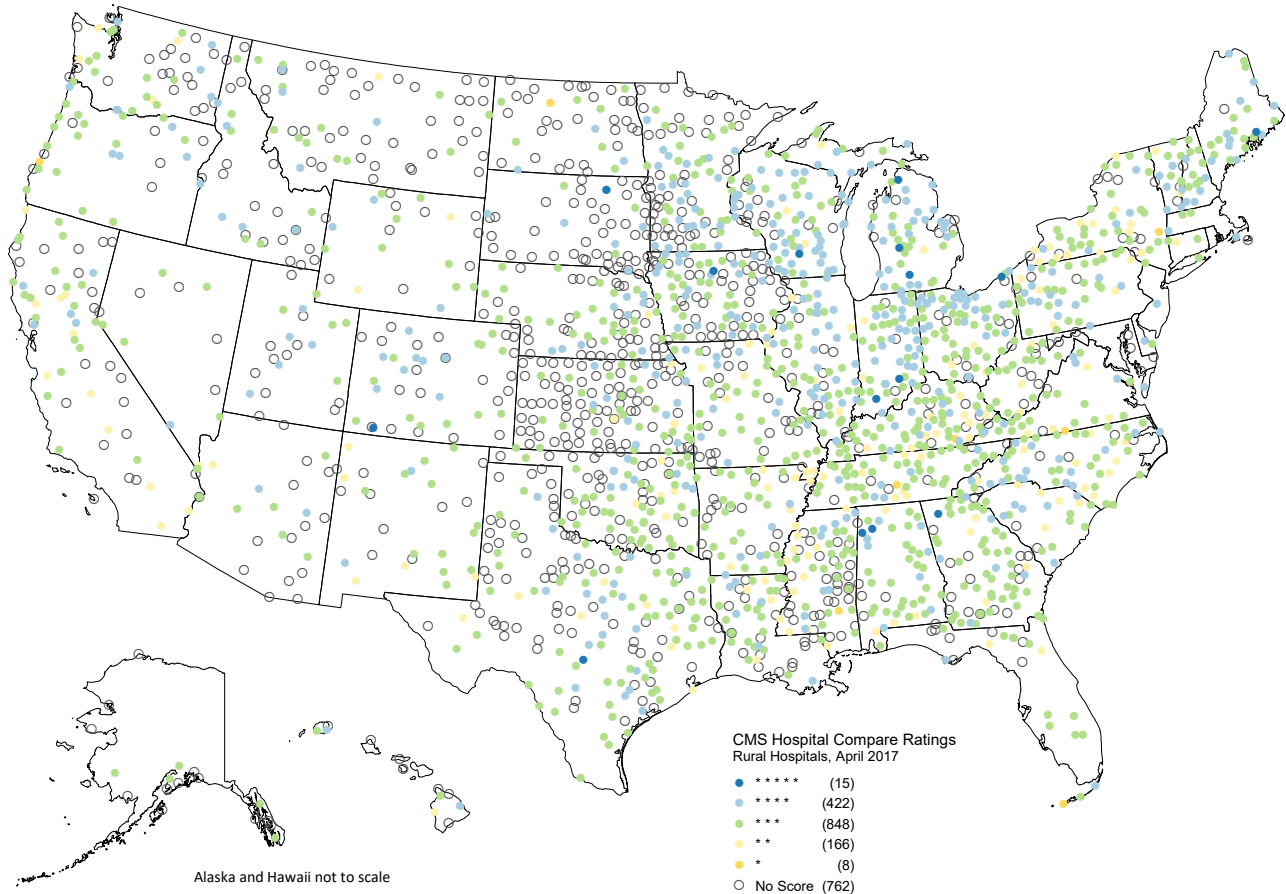 CMS Hospital Compare Ratings
Rural Hospitals, April 2017
* * * * * (15)
* * * * (422)
* * * (848)
* * (166)
* (8)
No Score (762)
Alaska and Hawaii not to scale